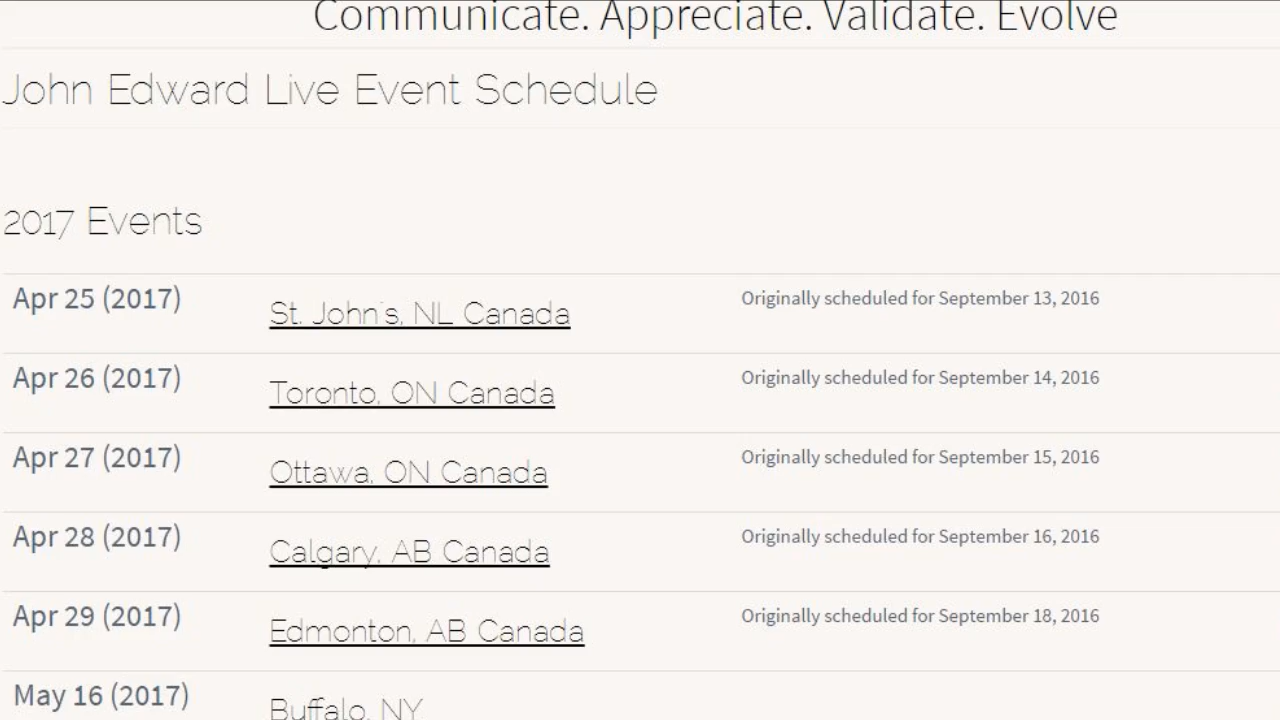 Communicate. Appreciate. Validate. Evolve
John Edward Live Event Schedule
2017 Events
Apr 25 (2017) St. John's, NL Canada Originally scheduled for September 13, 2016
Apr 26 (2017) Toronto, ON Canada Originally scheduled for September 14, 2016
Apr 27 (2017) Ottawa, ON Canada Originally scheduled for September 15, 2016
Apr 28 (2017) Calgary, AB Canada Originally scheduled for September 16, 2016
Apr 29 (2017) Edmonton, AB Canada Originally scheduled for September 18, 2016
May 16 (2017) Buffalo, NY